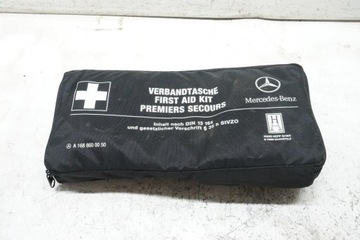 VERBANDTASCHE
FIRST AID KIT
PREMIERS SECOURS
Inhalt nach DIN 13 164
und gesetzlicher Vorschrift § 35 h StVZO
Mercedes-Benz
H
A 168 860 00 50